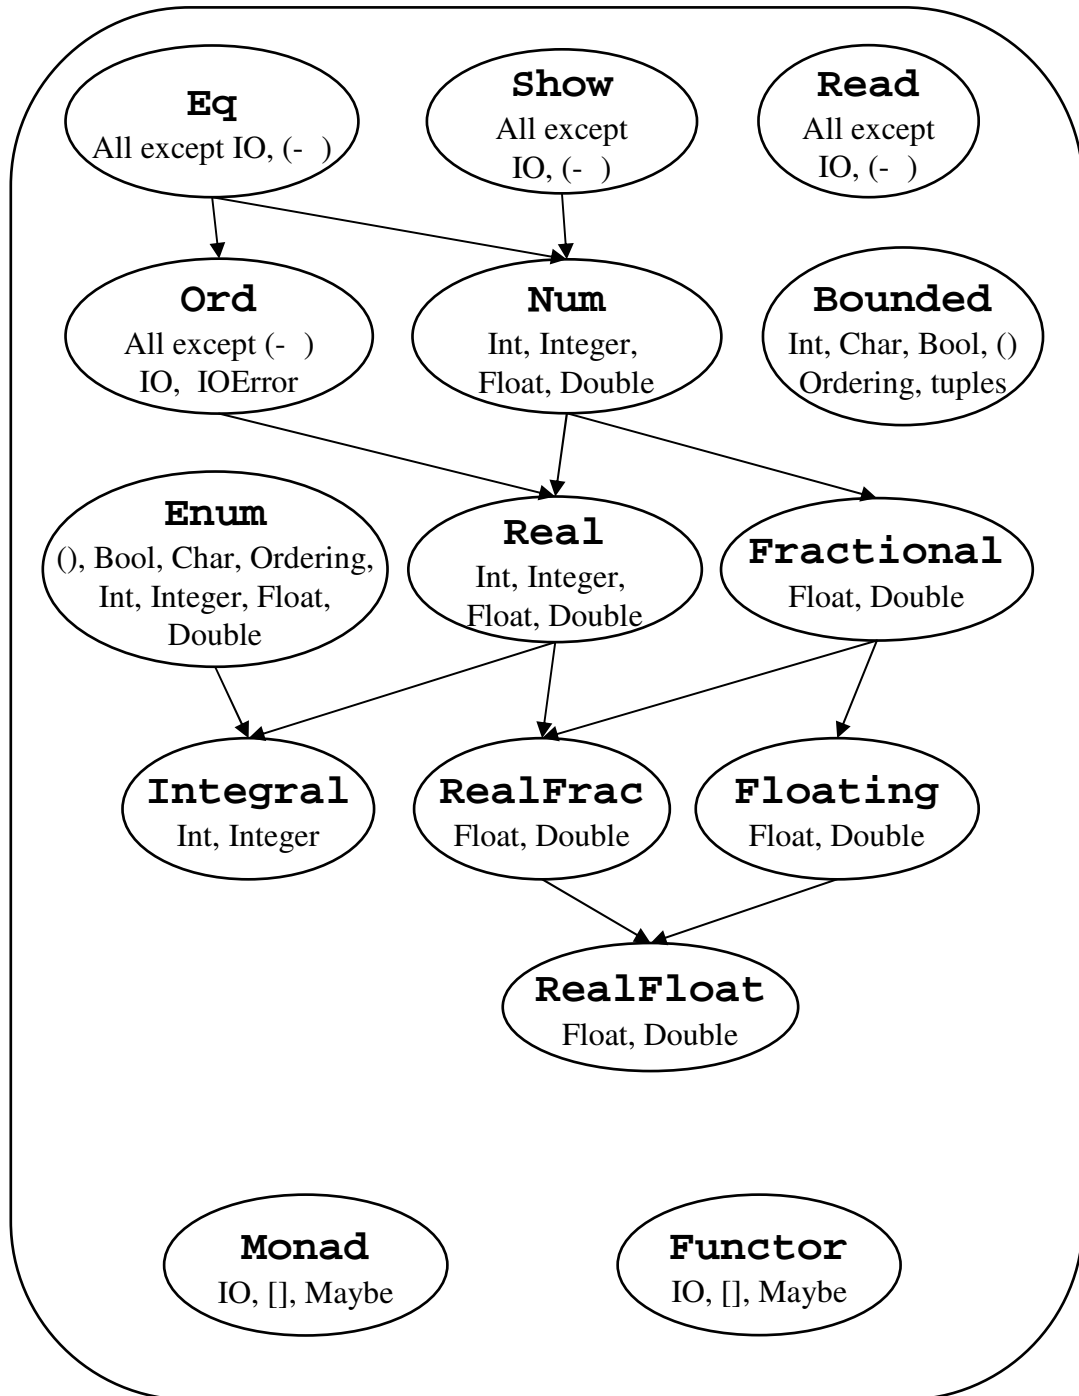 Eq
All except IO, (- )
Show
All except
IO, (- )
Read
All except
IO, (- )
Ord
All except (- )
IO, IOError
Num
Int, Integer,
Float, Double
Bounded
Int, Char, Bool, ()
Ordering, tuples
Enum
(), Bool, Char, Ordering,
Int, Integer, Float,
Double
Real
Int, Integer,
Float, Double
Fractional
Float, Double
Integral
Int, Integer
RealFrac
Float, Double
Floating
Float, Double
RealFloat
Float, Double
Monad
IO, [], Maybe
Functor
IO, [], Maybe